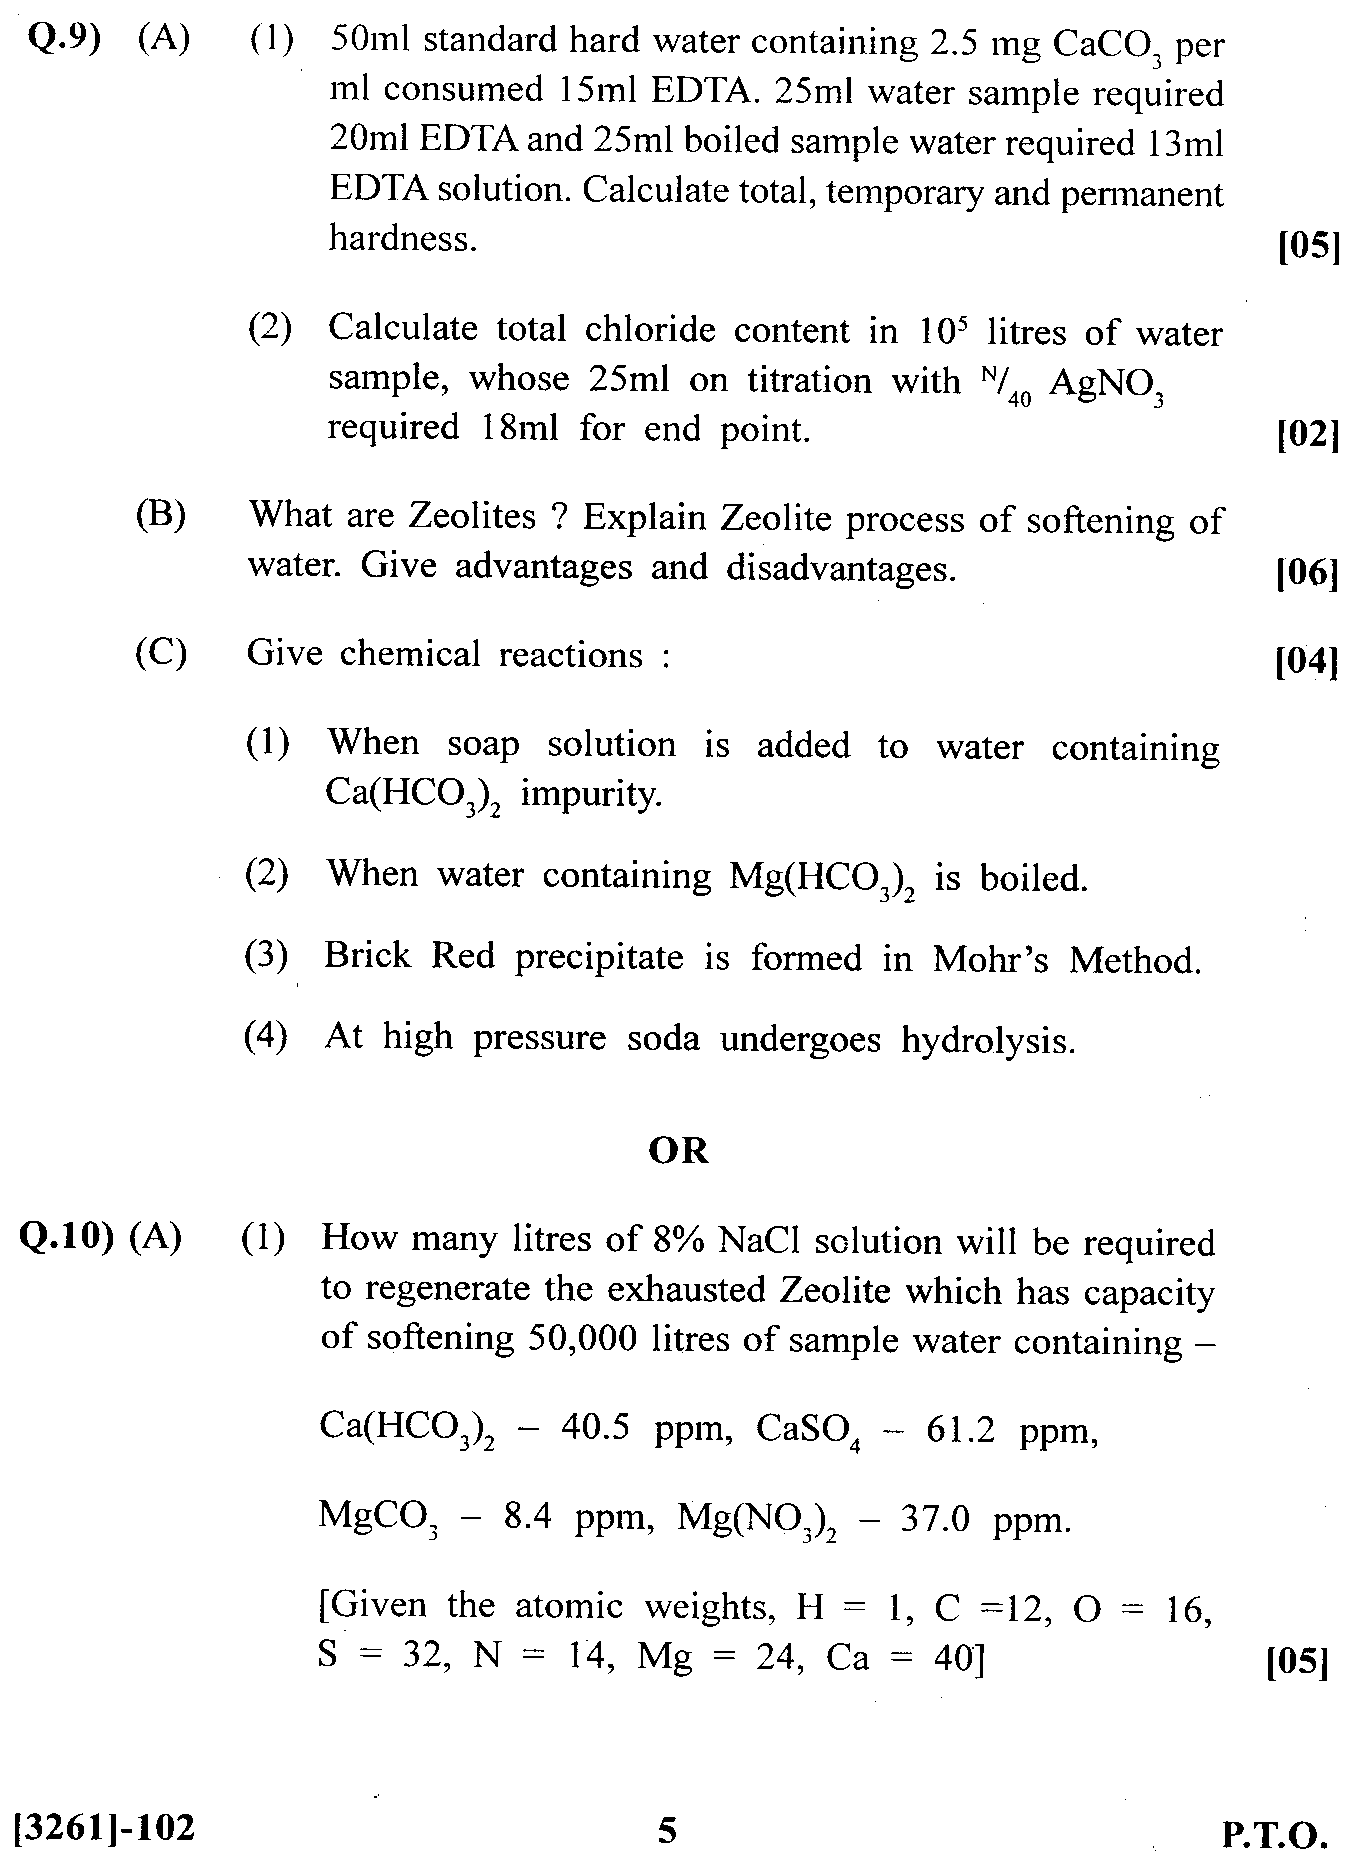 Q.9) (A) (1) 50ml standard hard water containing 2.5 mg CaCO₃ per
ml consumed 15ml EDTA. 25ml water sample required
20ml EDTA and 25ml boiled sample water required 13ml
EDTA solution. Calculate total, temporary and permanent
hardness. [05]
(2) Calculate total chloride content in 10⁵ litres of water
sample, whose 25ml on titration with ᴺ/₄₀ AgNO₃
required 18ml for end point. [02]
(B) What are Zeolites ? Explain Zeolite process of softening of
water. Give advantages and disadvantages. [06]
(C) Give chemical reactions : [04]
(1) When soap solution is added to water containing
Ca(HCO₃)₂ impurity.
(2) When water containing Mg(HCO₃)₂ is boiled.
(3) Brick Red precipitate is formed in Mohr's Method.
(4) At high pressure soda undergoes hydrolysis.
OR
Q.10) (A) (1) How many litres of 8% NaCl solution will be required
to regenerate the exhausted Zeolite which has capacity
of softening 50,000 litres of sample water containing –
Ca(HCO₃)₂ – 40.5 ppm, CaSO₄ – 61.2 ppm,
MgCO₃ – 8.4 ppm, Mg(NO₃)₂ – 37.0 ppm.
[Given the atomic weights, H = 1, C =12, O = 16,
S = 32, N = 14, Mg = 24, Ca = 40] [05]
[3261]-102 5 P.T.O.